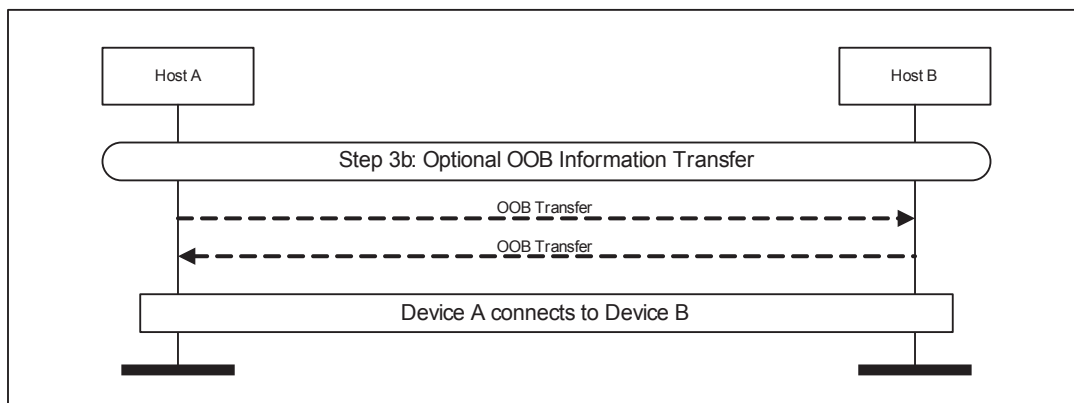 Host A
Host B
Step 3b: Optional OOB Information Transfer
OOB Transfer
OOB Transfer
Device A connects to Device B